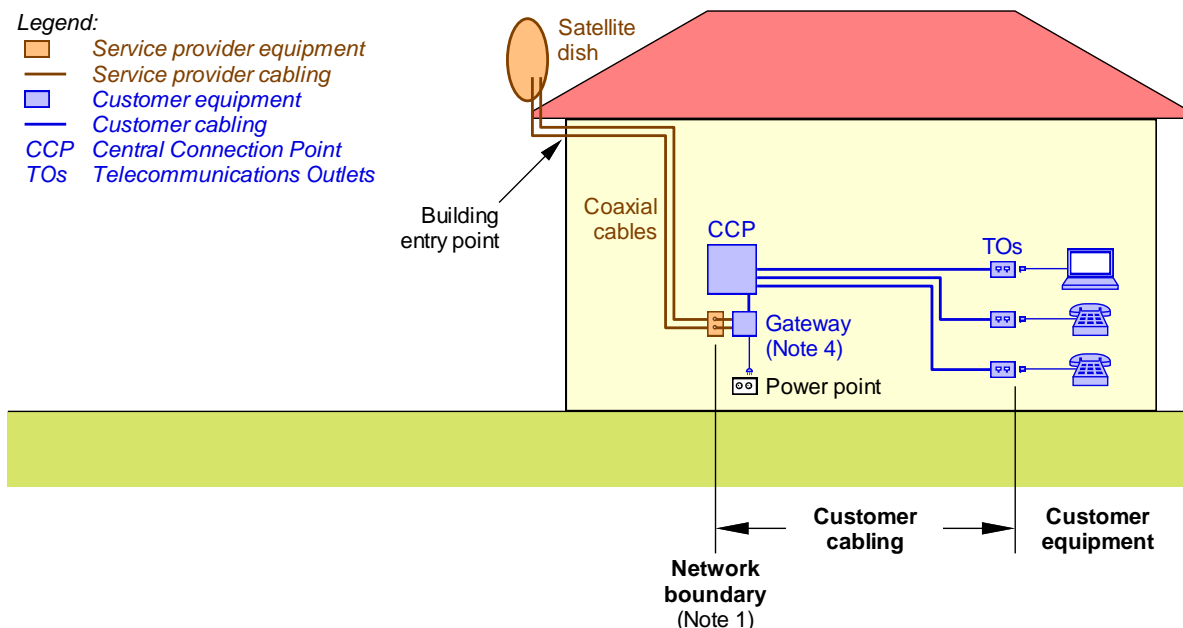 Legend:
Service provider equipment
Service provider cabling
Customer equipment
Customer cabling
CCP Central Connection Point
TOs Telecommunications Outlets
Satellite
dish
Building
entry point
Coaxial
cables
CCP
TOs
Gateway
(Note 4)
Power point
Customer
cabling
Customer
equipment
Network
boundary
(Note 1)